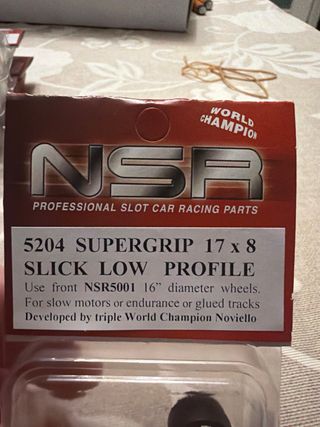 WORLD
CHAMPION
NSR
PROFESSIONAL SLOT CAR RACING PARTS
5204 SUPERGRIP 17 x 8
SLICK LOW PROFILE
Use front NSR5001 16” diameter wheels.
For slow motors or endurance or glued tracks
Developed by triple World Champion Noviello